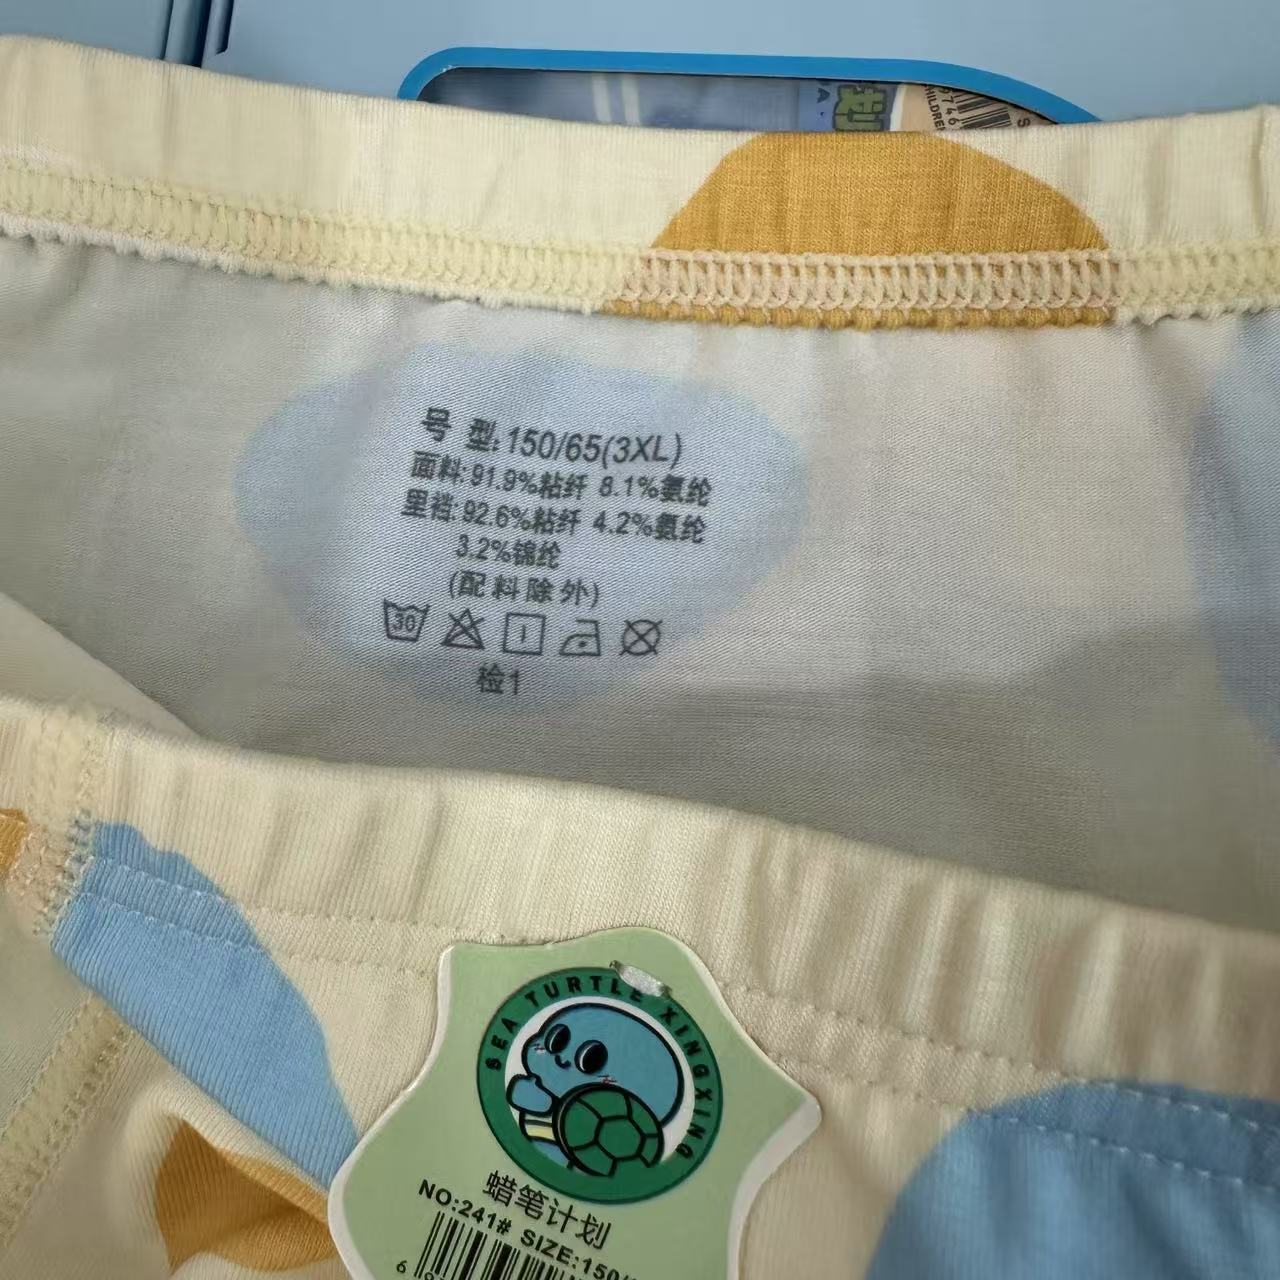 号 型:150/65(3XL)
面料:91.9%粘纤 8.1%氨纶
里裆:92.6%粘纤 4.2%氨纶
3.2%锦纶
(配料除外)
30
检1
SEA TURTLE XINGXING
蜡笔计划
NO:241# SIZE:150/
6